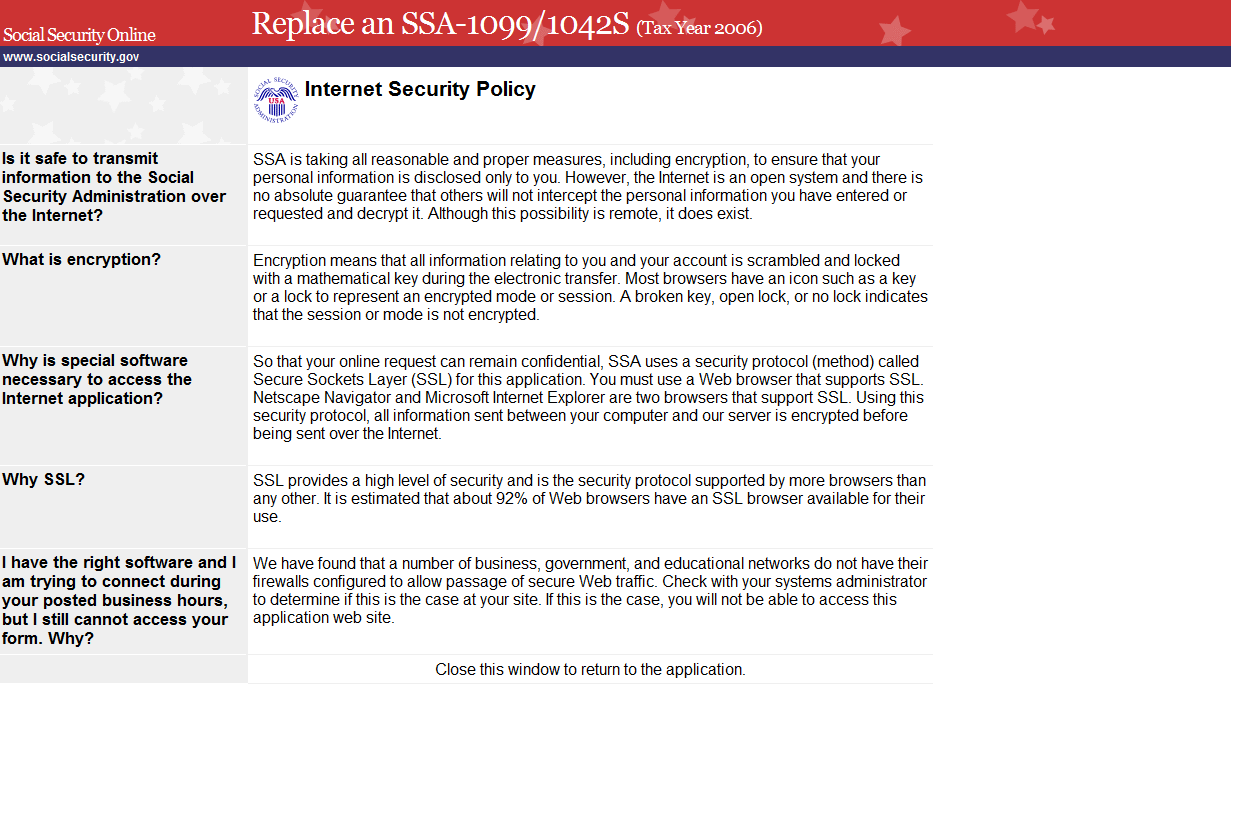 Social Security Online
Replace an SSA-1099/1042S (Tax Year 2006)
www.socialsecurity.gov
SOCIAL SECURITY ADMINISTRATION
USA
Internet Security Policy
Is it safe to transmit
information to the Social
Security Administration over
the Internet?
SSA is taking all reasonable and proper measures, including encryption, to ensure that your
personal information is disclosed only to you. However, the Internet is an open system and there is
no absolute guarantee that others will not intercept the personal information you have entered or
requested and decrypt it. Although this possibility is remote, it does exist.
What is encryption?
Encryption means that all information relating to you and your account is scrambled and locked
with a mathematical key during the electronic transfer. Most browsers have an icon such as a key
or a lock to represent an encrypted mode or session. A broken key, open lock, or no lock indicates
that the session or mode is not encrypted.
Why is special software
necessary to access the
Internet application?
So that your online request can remain confidential, SSA uses a security protocol (method) called
Secure Sockets Layer (SSL) for this application. You must use a Web browser that supports SSL.
Netscape Navigator and Microsoft Internet Explorer are two browsers that support SSL. Using this
security protocol, all information sent between your computer and our server is encrypted before
being sent over the Internet.
Why SSL?
SSL provides a high level of security and is the security protocol supported by more browsers than
any other. It is estimated that about 92% of Web browsers have an SSL browser available for their
use.
I have the right software and I
am trying to connect during
your posted business hours,
but I still cannot access your
form. Why?
We have found that a number of business, government, and educational networks do not have their
firewalls configured to allow passage of secure Web traffic. Check with your systems administrator
to determine if this is the case at your site. If this is the case, you will not be able to access this
application web site.
Close this window to return to the application.